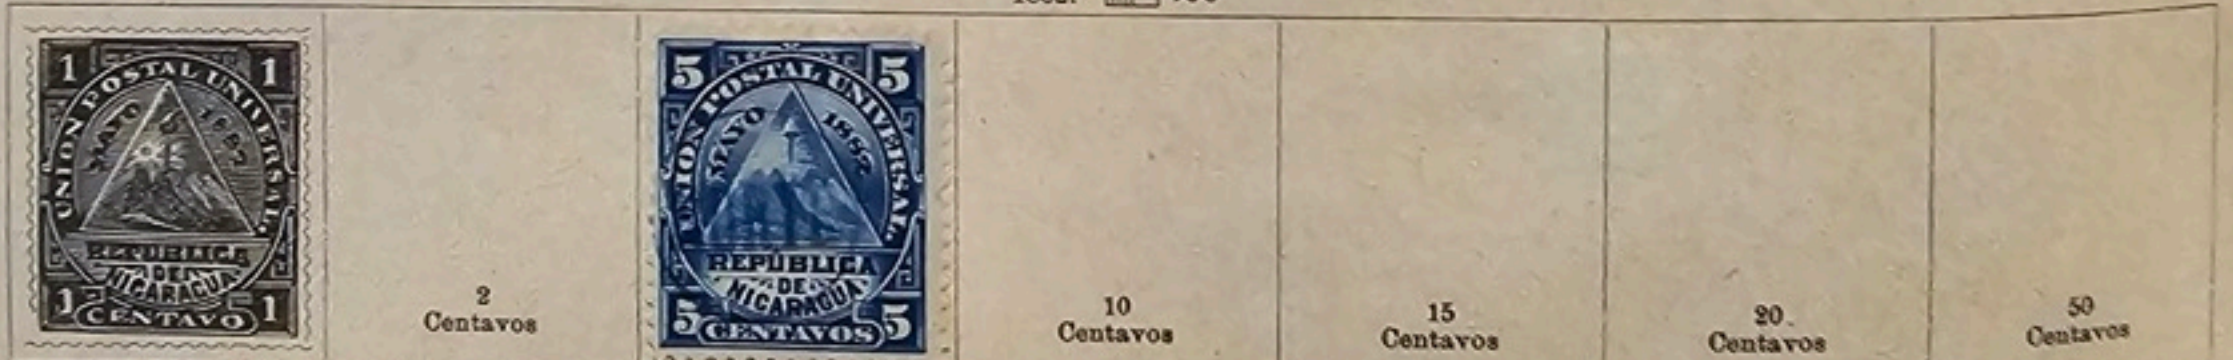 1 1
UNION POSTAL UNIVERSAL.
MAYO 1882
REPUBLICA
DE
NICARAGUA
1 CENTAVO 1
2
Centavos
5 5
UNION POSTAL UNIVERSAL.
MAYO 1882
REPUBLICA
DE
NICARAGUA
5 CENTAVOS 5
10
Centavos
15
Centavos
20
Centavos
50
Centavos